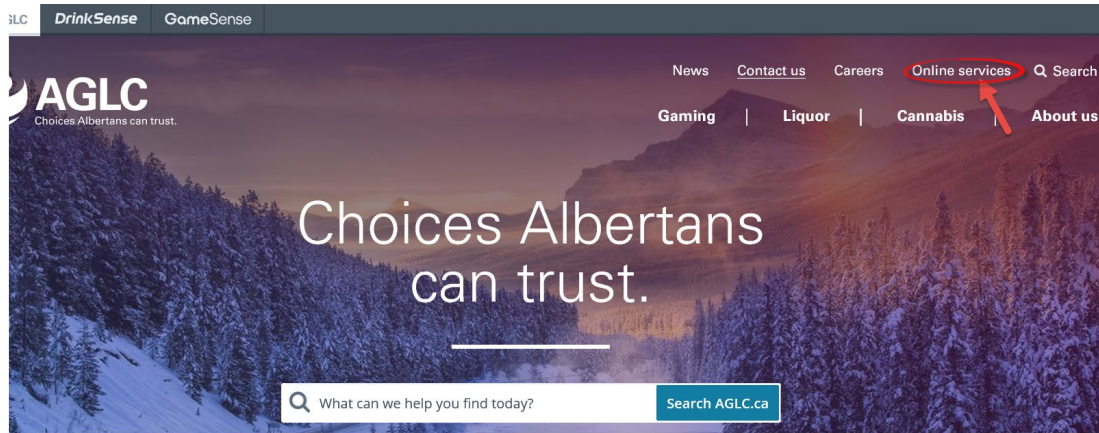 DrinkSense GameSense
News Contact us Careers Online services Search
AGLC
Choices Albertans can trust.
Gaming | Liquor | Cannabis | About us
Choices Albertans
can trust.
What can we help you find today? Search AGLC.ca